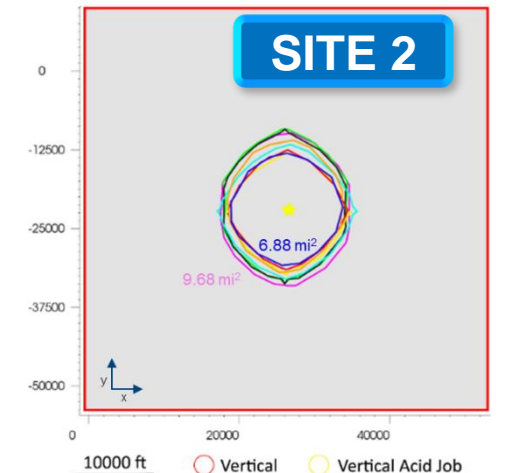 SITE 2
0
-12500
-25000
-37500
-50000
6.88 mi²
9.68 mi²
y
x
0
20000
40000
10000 ft
Vertical
Vertical Acid Job